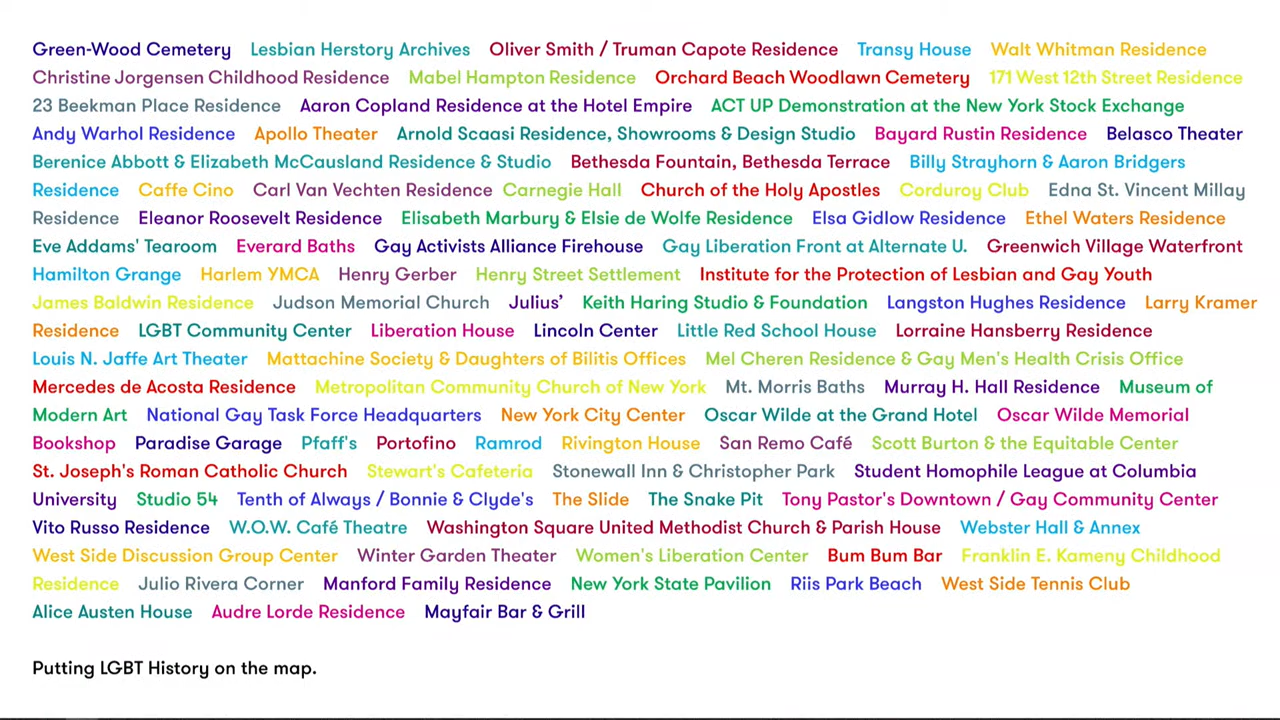 Green-Wood Cemetery Lesbian Herstory Archives Oliver Smith / Truman Capote Residence Transy House Walt Whitman Residence
Christine Jorgensen Childhood Residence Mabel Hampton Residence Orchard Beach Woodlawn Cemetery 171 West 12th Street Residence
23 Beekman Place Residence Aaron Copland Residence at the Hotel Empire ACT UP Demonstration at the New York Stock Exchange
Andy Warhol Residence Apollo Theater Arnold Scaasi Residence, Showrooms & Design Studio Bayard Rustin Residence Belasco Theater
Berenice Abbott & Elizabeth McCausland Residence & Studio Bethesda Fountain, Bethesda Terrace Billy Strayhorn & Aaron Bridgers
Residence Caffe Cino Carl Van Vechten Residence Carnegie Hall Church of the Holy Apostles Corduroy Club Edna St. Vincent Millay
Residence Eleanor Roosevelt Residence Elisabeth Marbury & Elsie de Wolfe Residence Elsa Gidlow Residence Ethel Waters Residence
Eve Addams' Tearoom Everard Baths Gay Activists Alliance Firehouse Gay Liberation Front at Alternate U. Greenwich Village Waterfront
Hamilton Grange Harlem YMCA Henry Gerber Henry Street Settlement Institute for the Protection of Lesbian and Gay Youth
James Baldwin Residence Judson Memorial Church Julius’ Keith Haring Studio & Foundation Langston Hughes Residence Larry Kramer
Residence LGBT Community Center Liberation House Lincoln Center Little Red School House Lorraine Hansberry Residence
Louis N. Jaffe Art Theater Mattachine Society & Daughters of Bilitis Offices Mel Cheren Residence & Gay Men's Health Crisis Office
Mercedes de Acosta Residence Metropolitan Community Church of New York Mt. Morris Baths Murray H. Hall Residence Museum of
Modern Art National Gay Task Force Headquarters New York City Center Oscar Wilde at the Grand Hotel Oscar Wilde Memorial
Bookshop Paradise Garage Pfaff's Portofino Ramrod Rivington House San Remo Café Scott Burton & the Equitable Center
St. Joseph's Roman Catholic Church Stewart's Cafeteria Stonewall Inn & Christopher Park Student Homophile League at Columbia
University Studio 54 Tenth of Always / Bonnie & Clyde's The Slide The Snake Pit Tony Pastor's Downtown / Gay Community Center
Vito Russo Residence W.O.W. Café Theatre Washington Square United Methodist Church & Parish House Webster Hall & Annex
West Side Discussion Group Center Winter Garden Theater Women's Liberation Center Bum Bum Bar Franklin E. Kameny Childhood
Residence Julio Rivera Corner Manford Family Residence New York State Pavilion Riis Park Beach West Side Tennis Club
Alice Austen House Audre Lorde Residence Mayfair Bar & Grill
Putting LGBT History on the map.